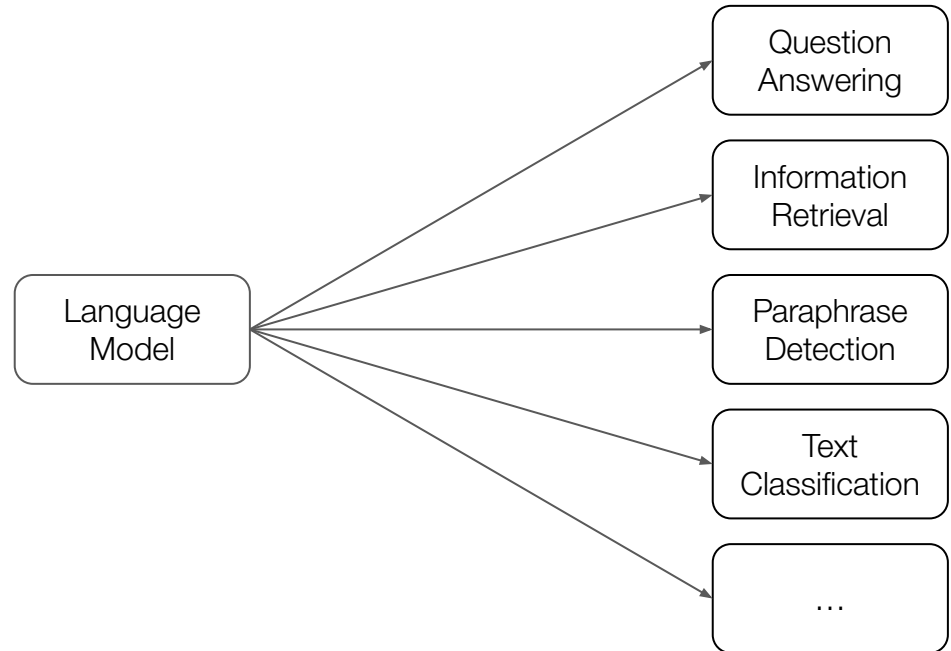 Question
Answering
Information
Retrieval
Language
Model
Paraphrase
Detection
Text
Classification
...